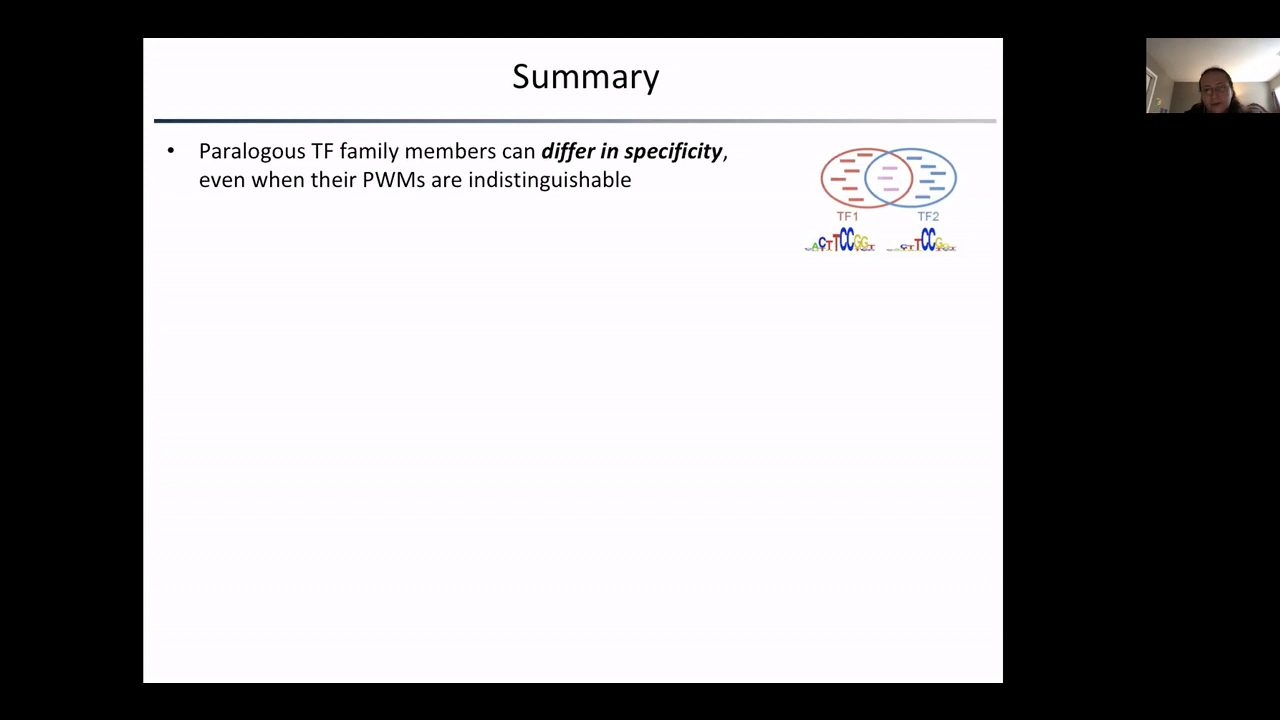 Summary
• Paralogous TF family members can differ in specificity,
even when their PWMs are indistinguishable
TF1 TF2